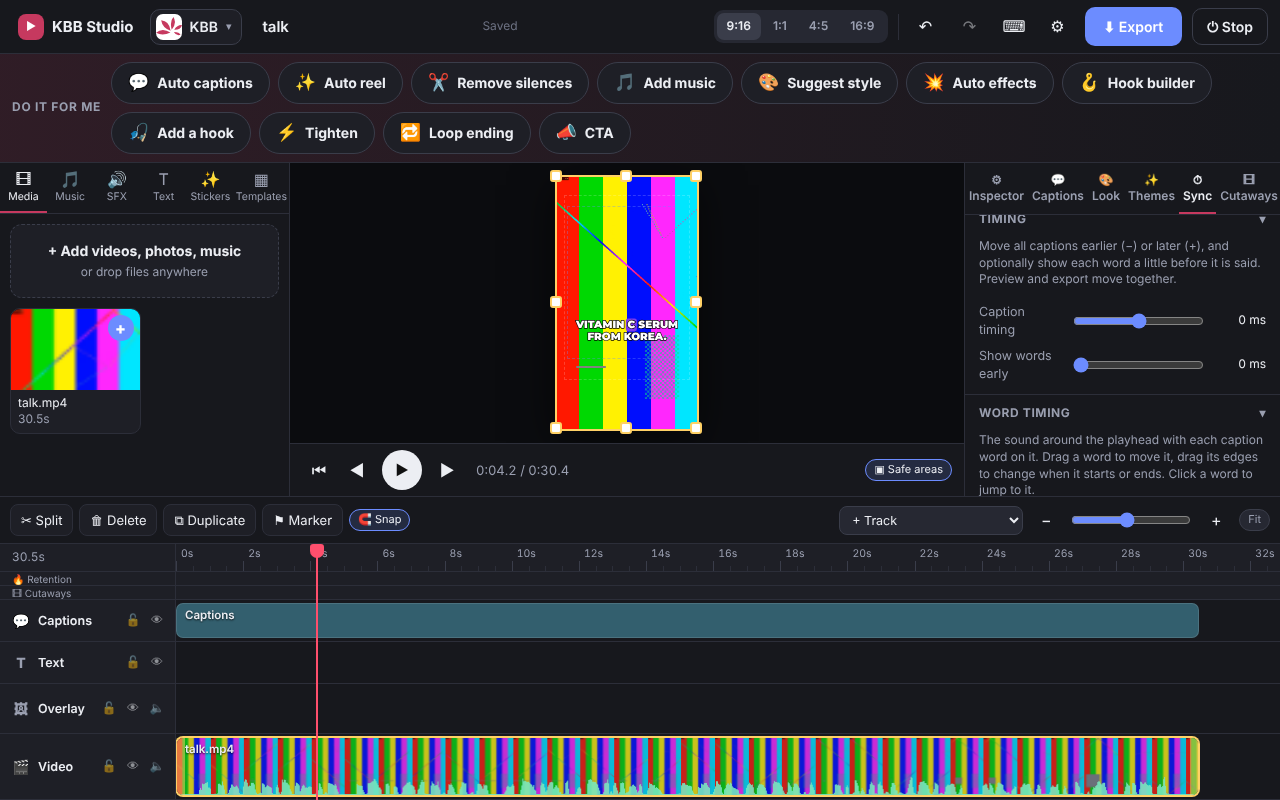 KBB Studio
KBB
talk
Saved
9:16 1:1 4:5 16:9
Export
Stop
DO IT FOR ME
Auto captions
Auto reel
Remove silences
Add music
Suggest style
Auto effects
Hook builder
Add a hook
Tighten
Loop ending
CTA
Media Music SFX Text Stickers Templates
+ Add videos, photos, music
or drop files anywhere
+
talk.mp4
30.5s
VITAMIN C SERUM
FROM KOREA.
0:04.2 / 0:30.4
Safe areas
Inspector Captions Look Themes Sync Cutaways
TIMING
Move all captions earlier (−) or later (+), and
optionally show each word a little before it is said.
Preview and export move together.
Caption
timing
0 ms
Show words
early
0 ms
WORD TIMING
The sound around the playhead with each caption
word on it. Drag a word to move it, drag its edges
to change when it starts or ends. Click a word to
jump to it.
Split
Delete
Duplicate
Marker
Snap
+ Track
−
+
Fit
30.5s
0s 2s 6s 8s 10s 12s 14s 16s 18s 20s 22s 24s 26s 28s 30s 32s
Retention
Cutaways
Captions
Captions
T Text
Overlay
Video
talk.mp4